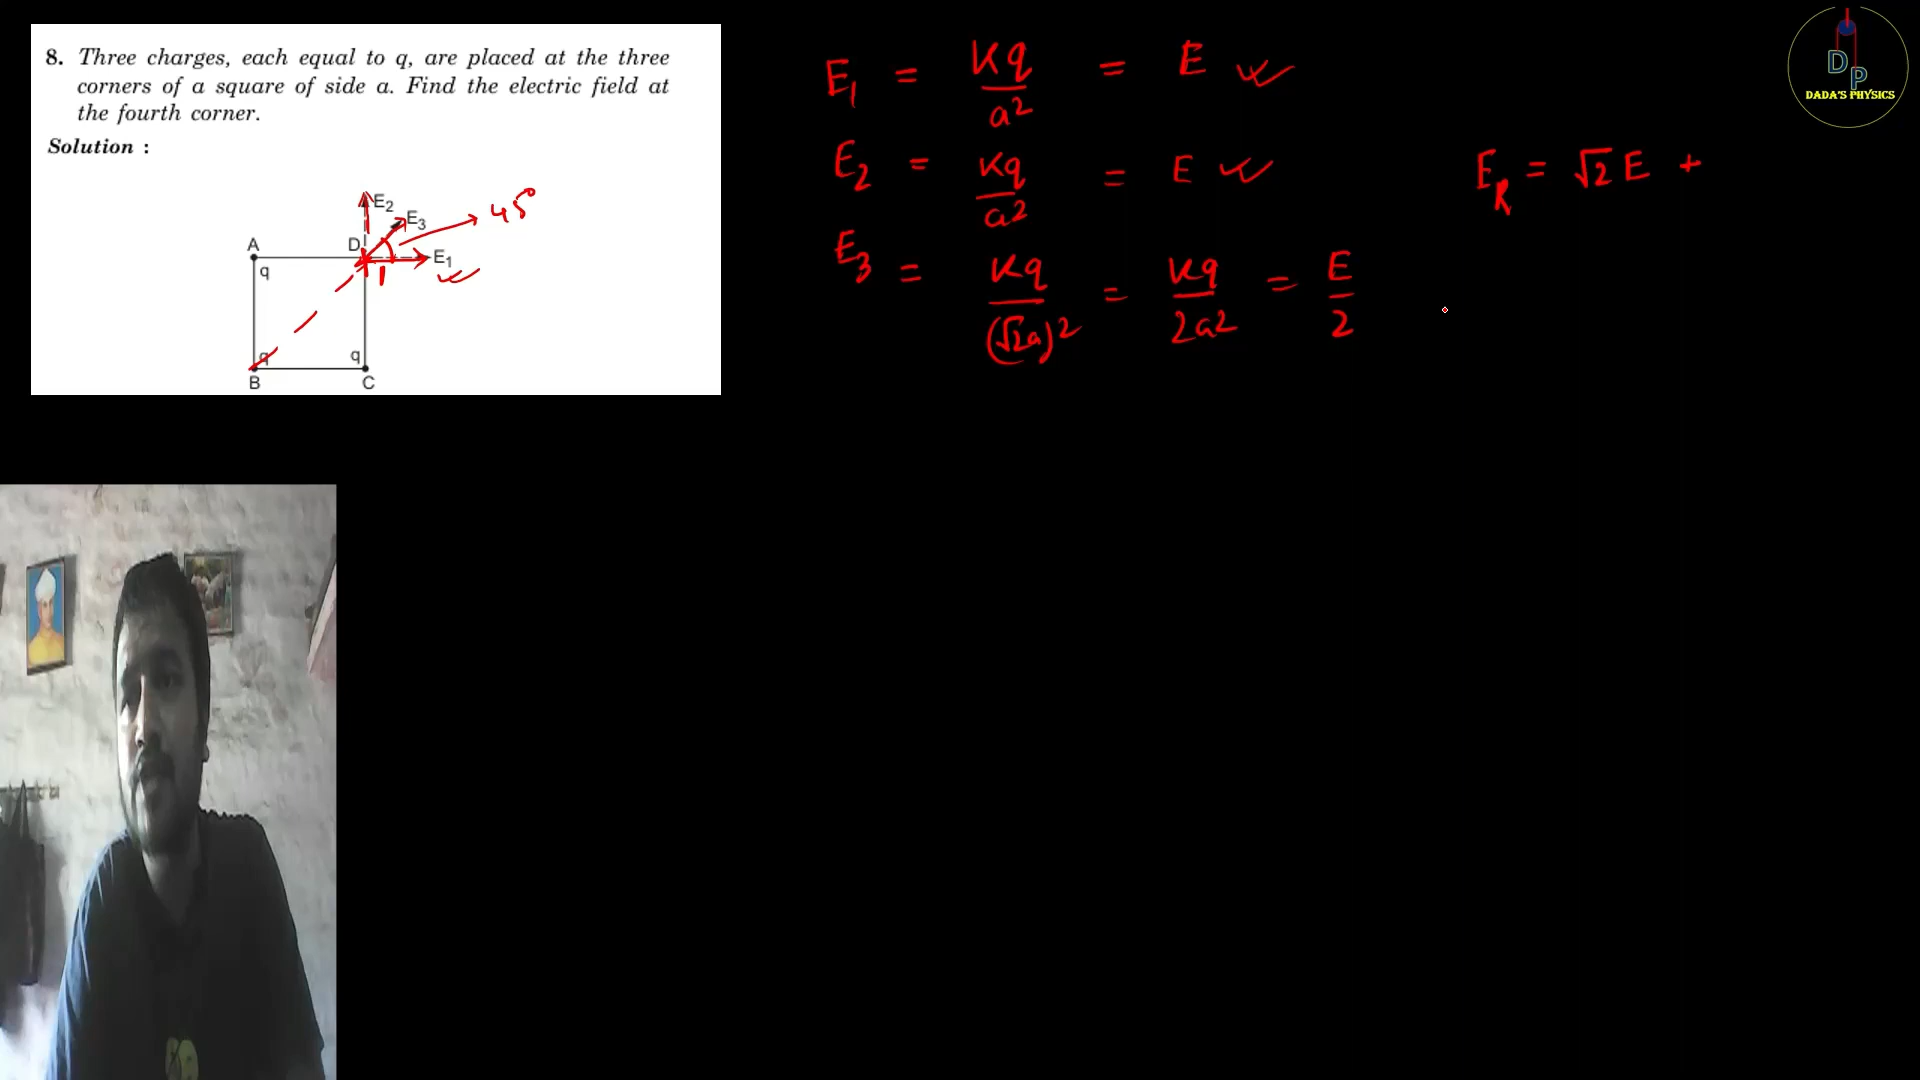 8. Three charges, each equal to q, are placed at the three
corners of a square of side a. Find the electric field at
the fourth corner.
Solution :
E2
E3
45°
A
D
E1
q
q
q
B
C
E1 = Kq/a² = E
E2 = Kq/a² = E
E3 = Kq/(√2a)² = Kq/2a² = E/2
ER = √2 E +
DP
DADA'S PHYSICS